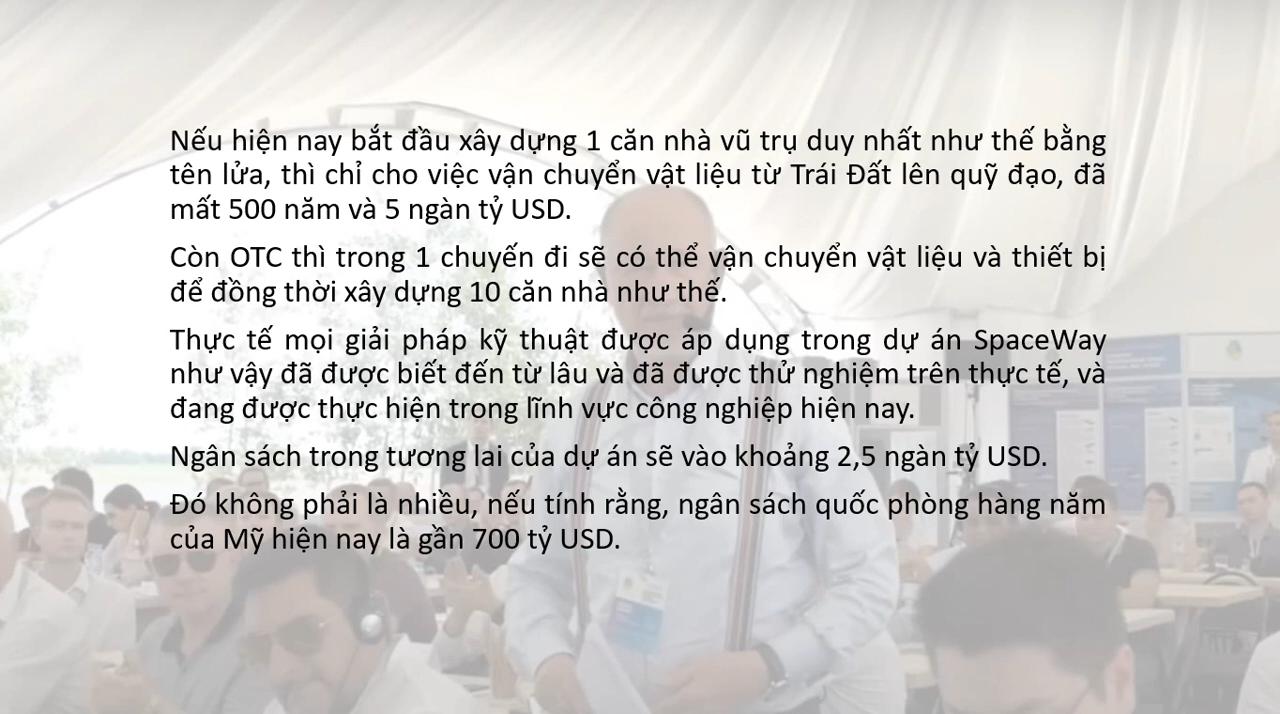 Nếu hiện nay bắt đầu xây dựng 1 căn nhà vũ trụ duy nhất như thế bằng
tên lửa, thì chỉ cho việc vận chuyển vật liệu từ Trái Đất lên quỹ đạo, đã
mất 500 năm và 5 ngàn tỷ USD.
Còn OTC thì trong 1 chuyến đi sẽ có thể vận chuyển vật liệu và thiết bị
để đồng thời xây dựng 10 căn nhà như thế.
Thực tế mọi giải pháp kỹ thuật được áp dụng trong dự án SpaceWay
như vậy đã được biết đến từ lâu và đã được thử nghiệm trên thực tế, và
đang được thực hiện trong lĩnh vực công nghiệp hiện nay.
Ngân sách trong tương lai của dự án sẽ vào khoảng 2,5 ngàn tỷ USD.
Đó không phải là nhiều, nếu tính rằng, ngân sách quốc phòng hàng năm
của Mỹ hiện nay là gần 700 tỷ USD.